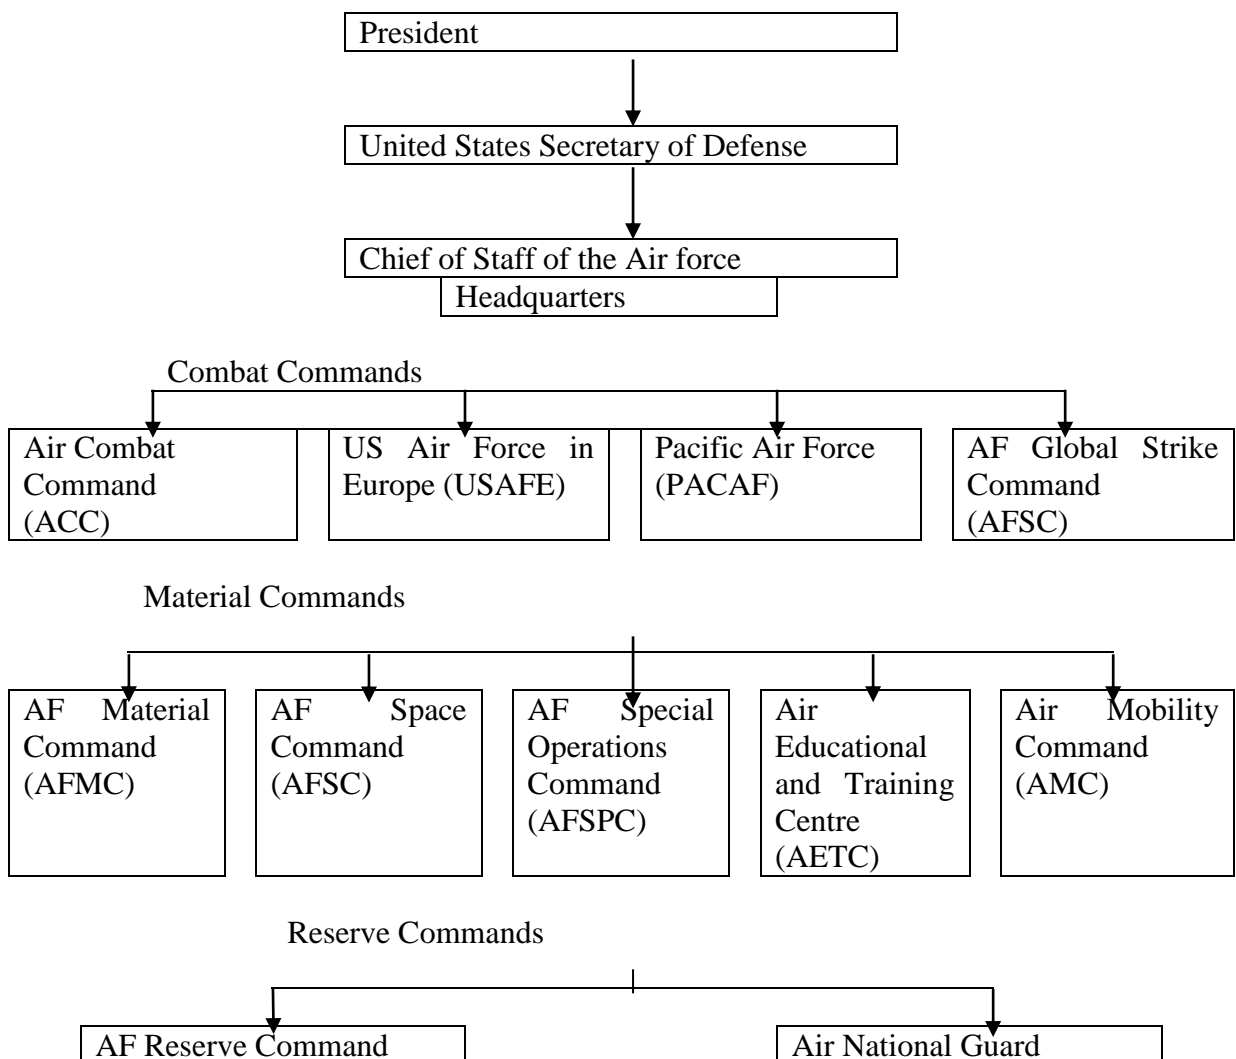 President
United States Secretary of Defense
Chief of Staff of the Air force
Headquarters
Combat Commands
Air Combat
Command
(ACC)
US Air Force in
Europe (USAFE)
Pacific Air Force
(PACAF)
AF Global Strike
Command
(AFSC)
Material Commands
AF Material
Command
(AFMC)
AF Space
Command
(AFSC)
AF Special
Operations
Command
(AFSPC)
Air
Educational
and Training
Centre
(AETC)
Air Mobility
Command
(AMC)
Reserve Commands
AF Reserve Command
Air National Guard